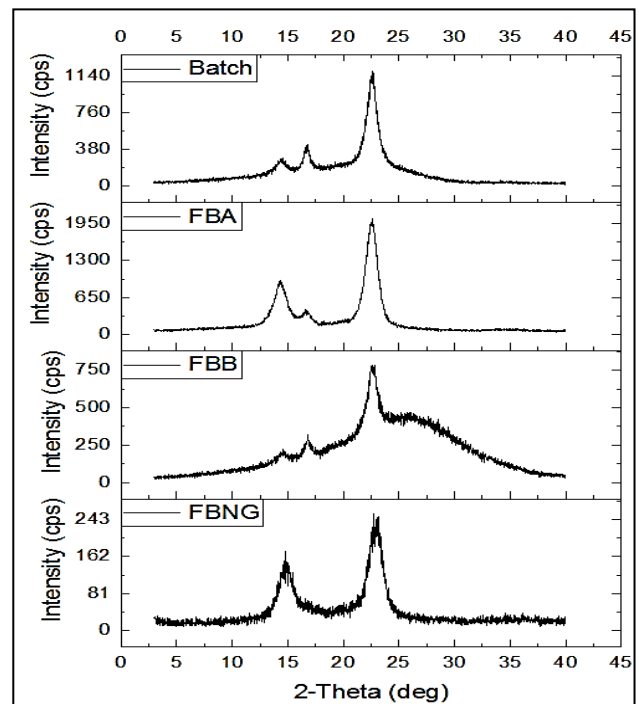 0 5 10 15 20 25 30 35 40 45
Batch
1140
760
380
0
Intensity (cps)
FBA
1950
1300
650
0
Intensity (cps)
FBB
750
500
250
0
Intensity (cps)
FBNG
243
162
81
0
Intensity (cps)
0 5 10 15 20 25 30 35 40 45
2-Theta (deg)